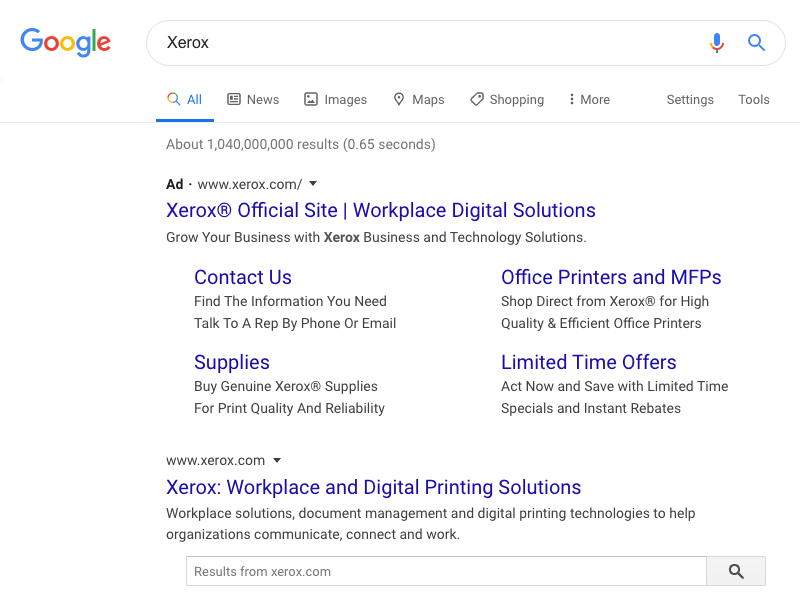 Google
Xerox
All News Images Maps Shopping More Settings Tools
About 1,040,000,000 results (0.65 seconds)
Ad · www.xerox.com/
Xerox® Official Site | Workplace Digital Solutions
Grow Your Business with Xerox Business and Technology Solutions.
Contact Us
Find The Information You Need
Talk To A Rep By Phone Or Email
Office Printers and MFPs
Shop Direct from Xerox® for High
Quality & Efficient Office Printers
Supplies
Buy Genuine Xerox® Supplies
For Print Quality And Reliability
Limited Time Offers
Act Now and Save with Limited Time
Specials and Instant Rebates
www.xerox.com
Xerox: Workplace and Digital Printing Solutions
Workplace solutions, document management and digital printing technologies to help
organizations communicate, connect and work.
Results from xerox.com